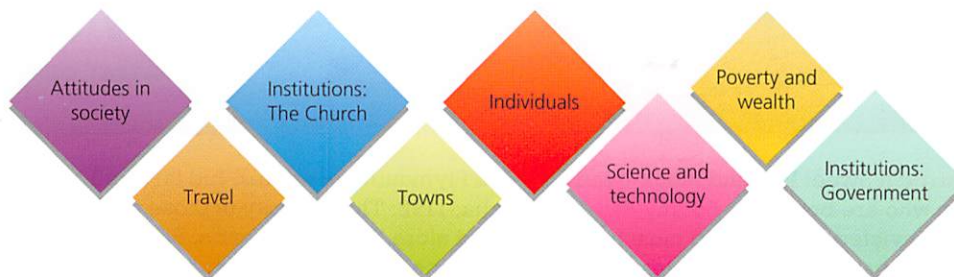 Attitudes in
society
Travel
Institutions:
The Church
Towns
Individuals
Science and
technology
Poverty and
wealth
Institutions:
Government